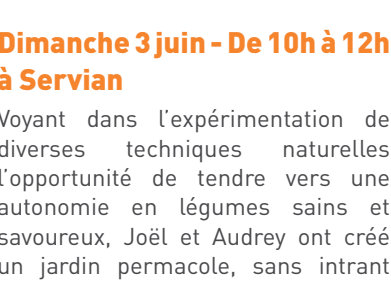 Dimanche 3 juin - De 10h à 12h
à Servian
Voyant dans l’expérimentation de
diverses techniques naturelles
l’opportunité de tendre vers une
autonomie en légumes sains et
savoureux, Joël et Audrey ont créé
un jardin permacole, sans intrant